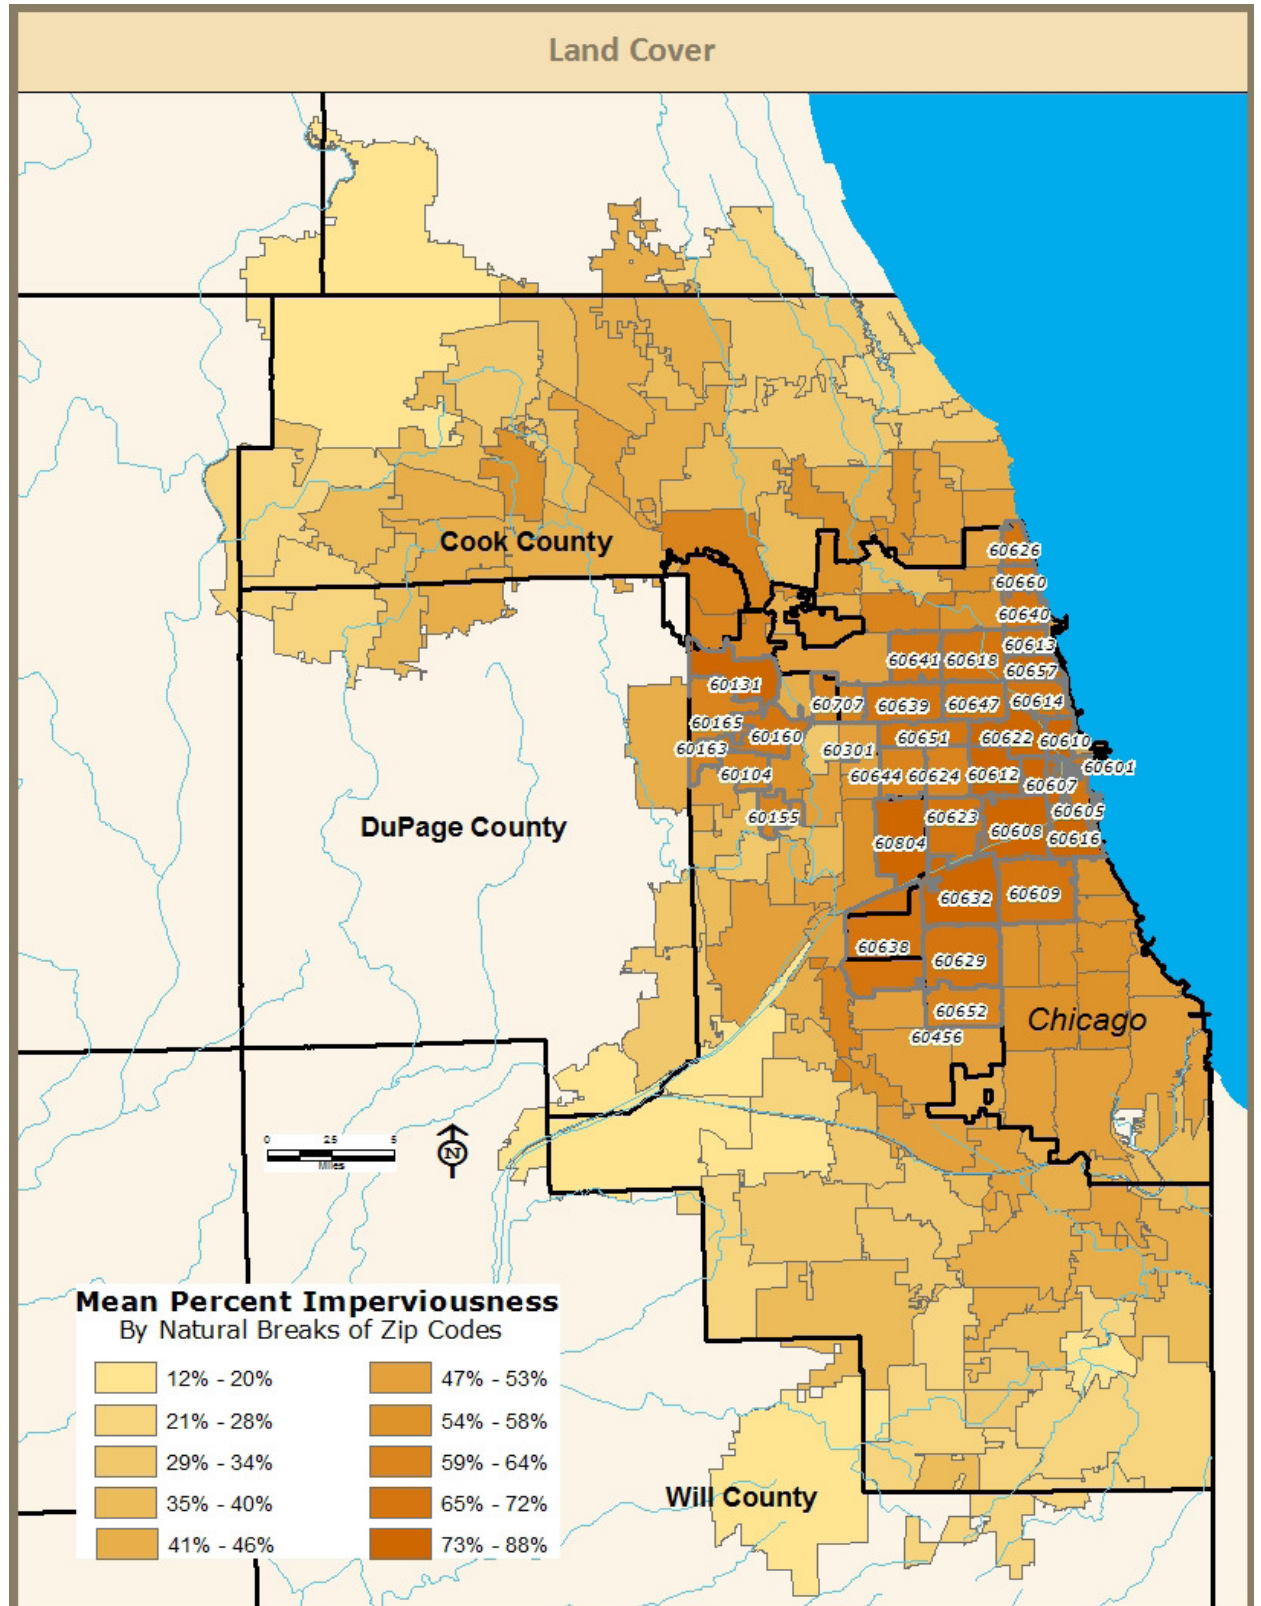 Land Cover
60626
Cook County
60660
60640
60613
60641 60618
60657
60131
60707 60639 60647 60614
60165
60160 60651 60622 60610
60163 60301
60601
60104 60644 60624 60612
60607
60155 60623 60605
DuPage County
60608
60804 60616
60632 60609
60638
60629
60652
Chicago
60456
0 2.5 5
Miles
N
Mean Percent Imperviousness
By Natural Breaks of Zip Codes
12% - 20% 47% - 53%
21% - 28% 54% - 58%
29% - 34% 59% - 64%
35% - 40% 65% - 72%
41% - 46% 73% - 88%
Will County